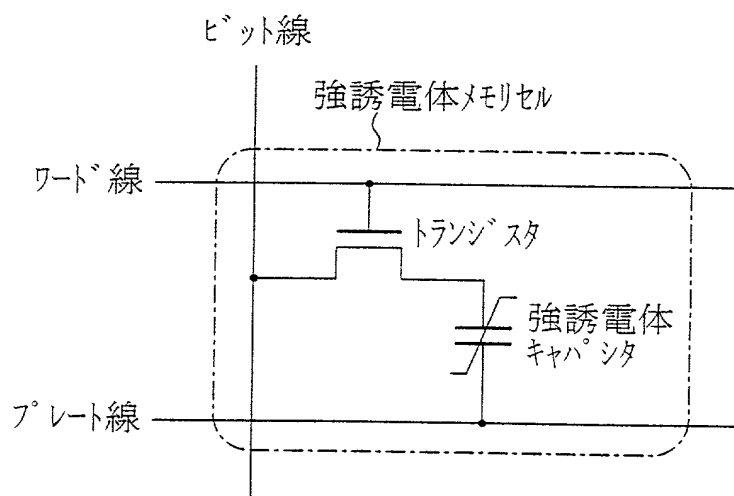 ビット線
強誘電体メモリセル
ワード線
トランジスタ
強誘電体
キャパシタ
プレート線